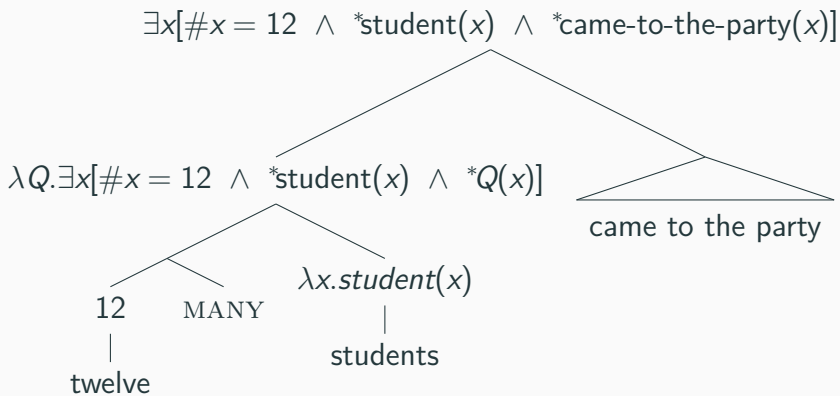 ∃x[#x = 12 ∧ *student(x) ∧ *came-to-the-party(x)]
λQ.∃x[#x = 12 ∧ *student(x) ∧ *Q(x)]
came to the party
12 MANY λx.student(x)
twelve students